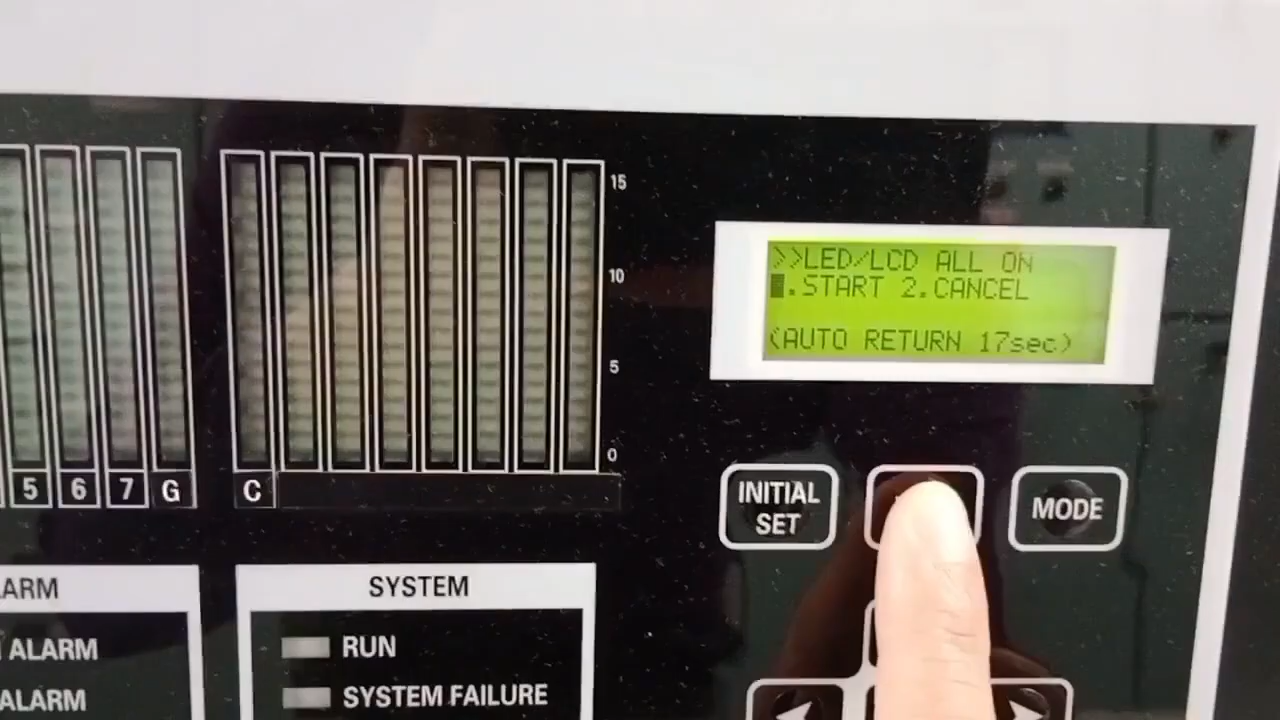 15
10
5
0
>>LED/LCD ALL ON
.START 2.CANCEL
(AUTO RETURN 17sec)
5 6 7 G
C
INITIAL SET
MODE
ARM
ALARM
ALARM
SYSTEM
RUN
SYSTEM FAILURE